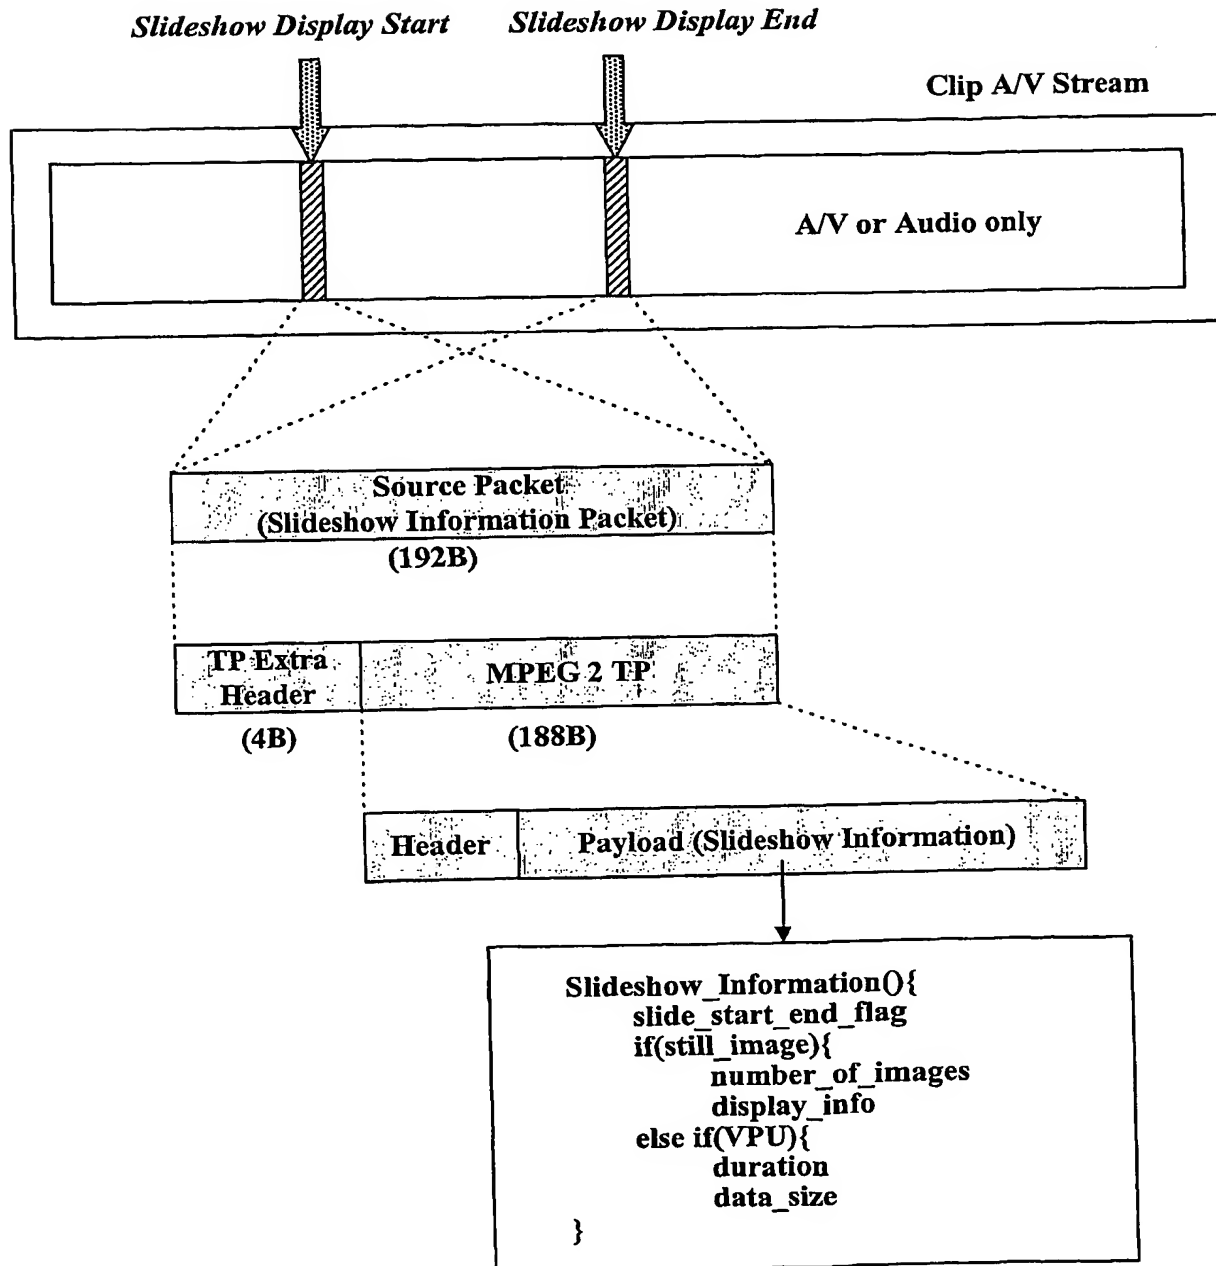 Slideshow Display Start
Slideshow Display End
Clip A/V Stream
A/V or Audio only
Source Packet
(Slideshow Information Packet)
(192B)
TP Extra
Header
MPEG 2 TP
(4B)
(188B)
Header
Payload (Slideshow Information)
Slideshow_Information(){
slide_start_end_flag
if(still_image){
number_of_images
display_info
else if(VPU){
duration
data_size
}